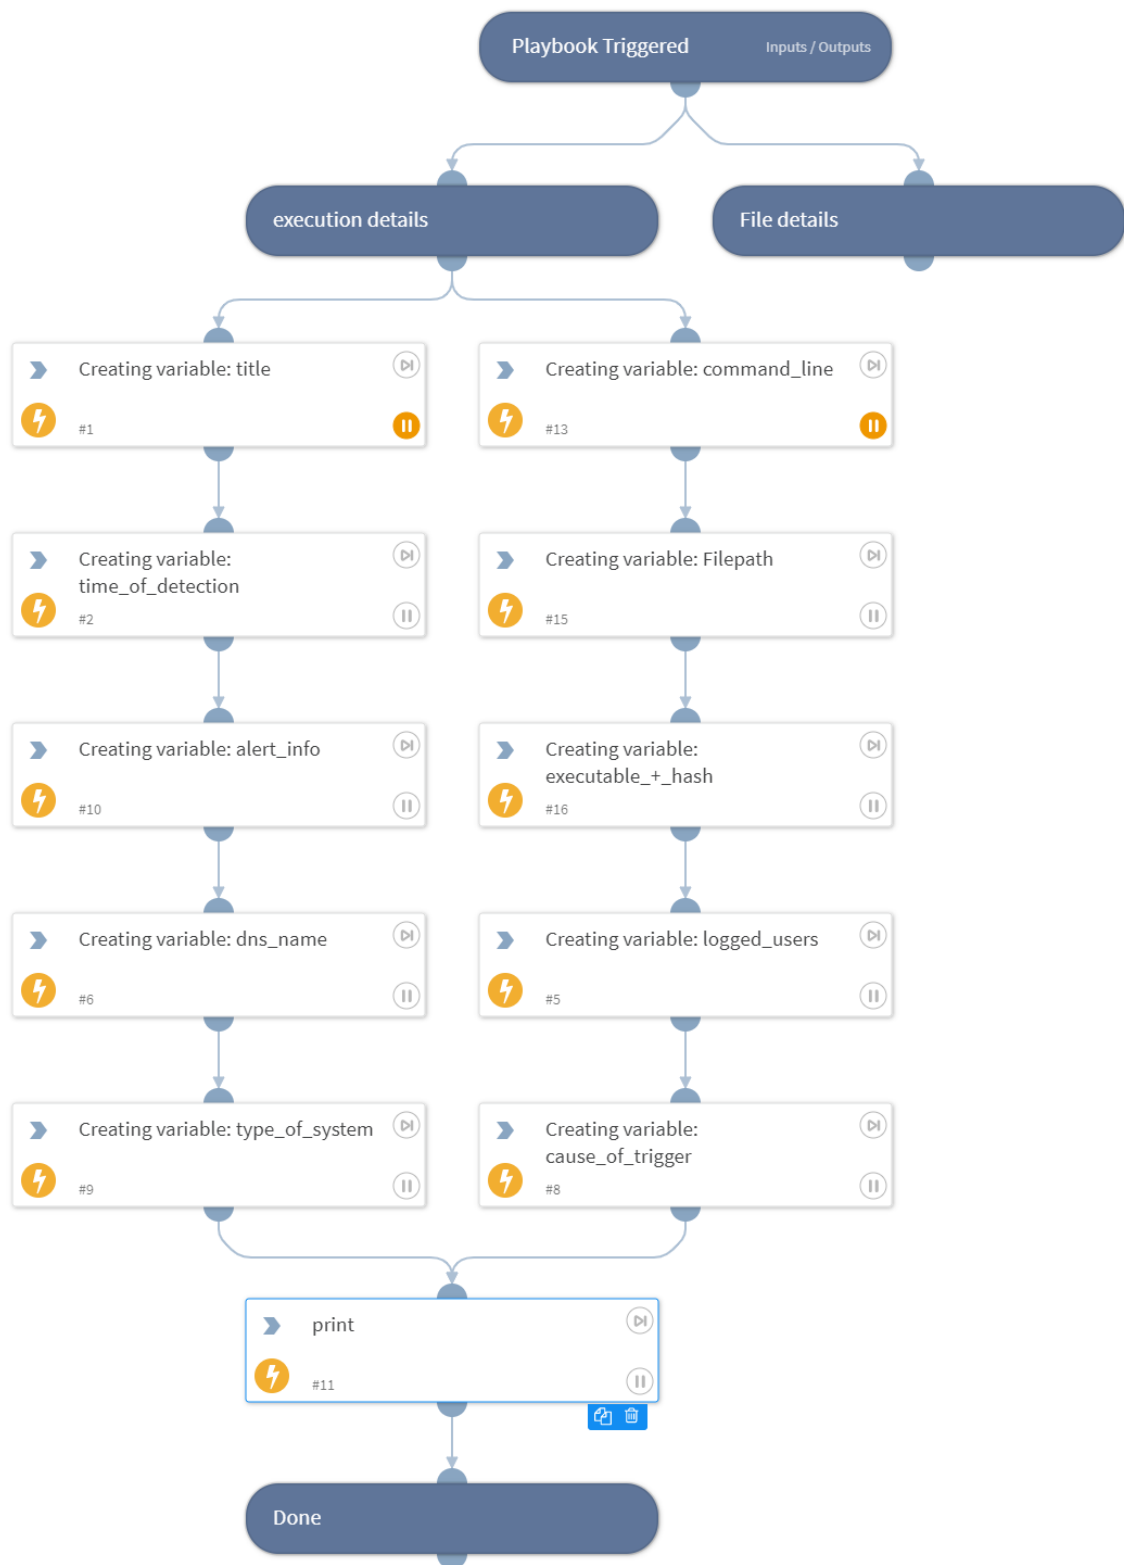 Playbook Triggered
Inputs / Outputs
execution details
File details
Creating variable: title
#1
Creating variable: command_line
#13
Creating variable:
time_of_detection
#2
Creating variable: Filepath
#15
Creating variable: alert_info
#10
Creating variable:
executable_+_hash
#16
Creating variable: dns_name
#6
Creating variable: logged_users
#5
Creating variable: type_of_system
#9
Creating variable:
cause_of_trigger
#8
print
#11
Done